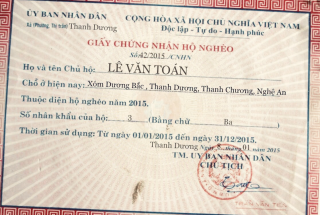 ỦY BAN NHÂN DÂN
Xã Thanh Dương
CỘNG HÒA XÃ HỘI CHỦ NGHĨA VIỆT NAM
Độc lập - Tự do - Hạnh phúc
GIẤY CHỨNG NHẬN HỘ NGHÈO
Số:42/2015 /CNHN
Họ và tên Chủ hộ: LÊ VĂN TOÁN
Chỗ ở hiện nay: Xóm Dương Bắc, Thanh Dương, Thanh Chương, Nghệ An
Thuộc diện hộ nghèo năm 2015.
Số nhân khẩu của hộ: 3 (Bằng chữ Ba )
Thời gian sử dụng: Từ ngày 01/01/2015 đến ngày 31/12/2015.
Thanh Dương 01 năm 2015
TM. ỦY BAN NHÂN DÂN
CHỦ TỊCH